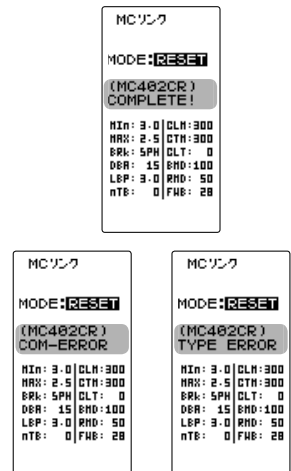 MCリンク
MODE:RESET
(MC402CR)
COMPLETE!
MIn: 3.0 CLM:300
MAX: 2.5 CTM:300
BRk: SPH CLT: 0
DBA: 15 BMD:100
LBP: 3.0 RMD: 50
nTB: 0 FWB: 28
MCリンク
MODE:RESET
(MC402CR)
COM-ERROR
MIn: 3.0 CLM:300
MAX: 2.5 CTM:300
BRk: SPH CLT: 0
DBA: 15 BMD:100
LBP: 3.0 RMD: 50
nTB: 0 FWB: 28
MCリンク
MODE:RESET
(MC402CR)
TYPE ERROR
MIn: 3.0 CLM:300
MAX: 2.5 CTM:300
BRk: SPH CLT: 0
DBA: 15 BMD:100
LBP: 3.0 RMD: 50
nTB: 0 FWB: 28